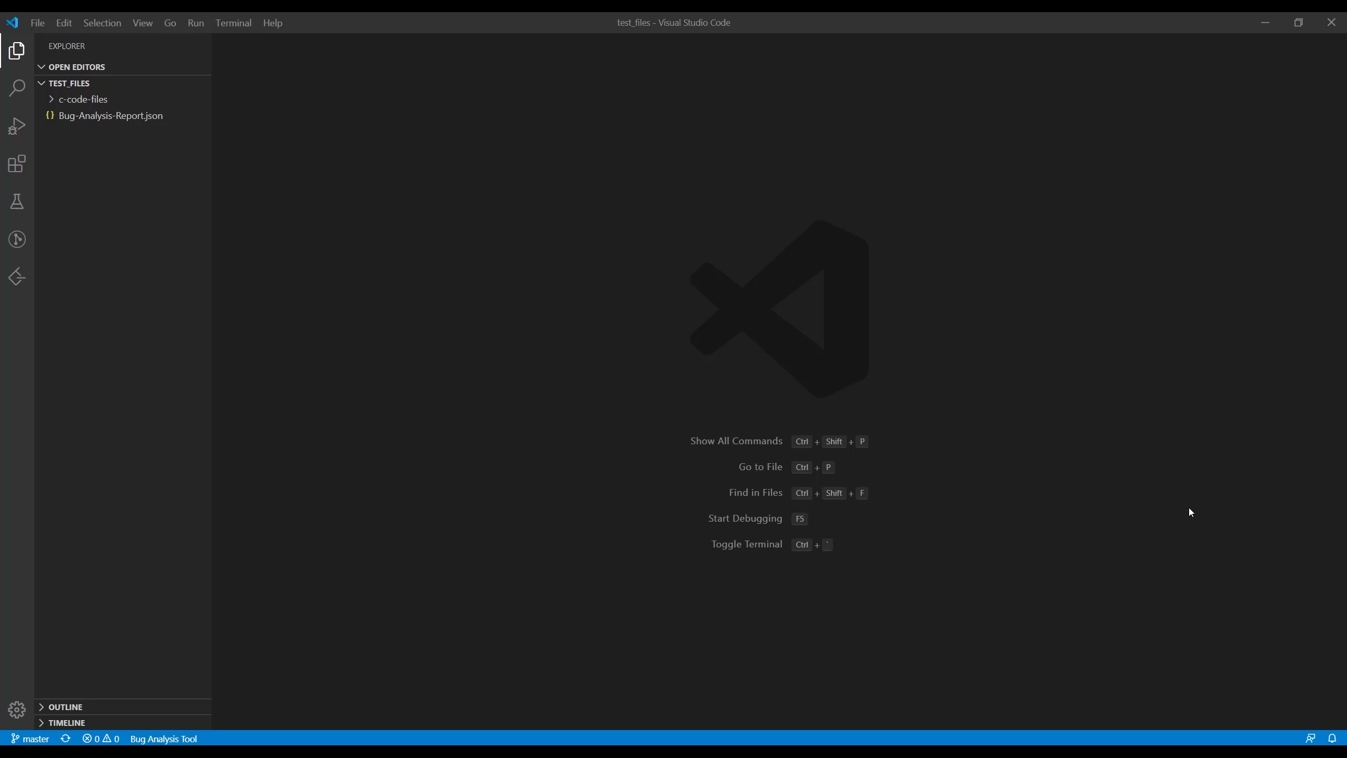 File Edit Selection View Go Run Terminal Help
test_files - Visual Studio Code
EXPLORER
OPEN EDITORS
TEST_FILES
c-code-files
{} Bug-Analysis-Report.json
Show All Commands Ctrl + Shift + P
Go to File Ctrl + P
Find in Files Ctrl + Shift + F
Start Debugging F5
Toggle Terminal Ctrl + `
OUTLINE
TIMELINE
master 0 0 Bug Analysis Tool